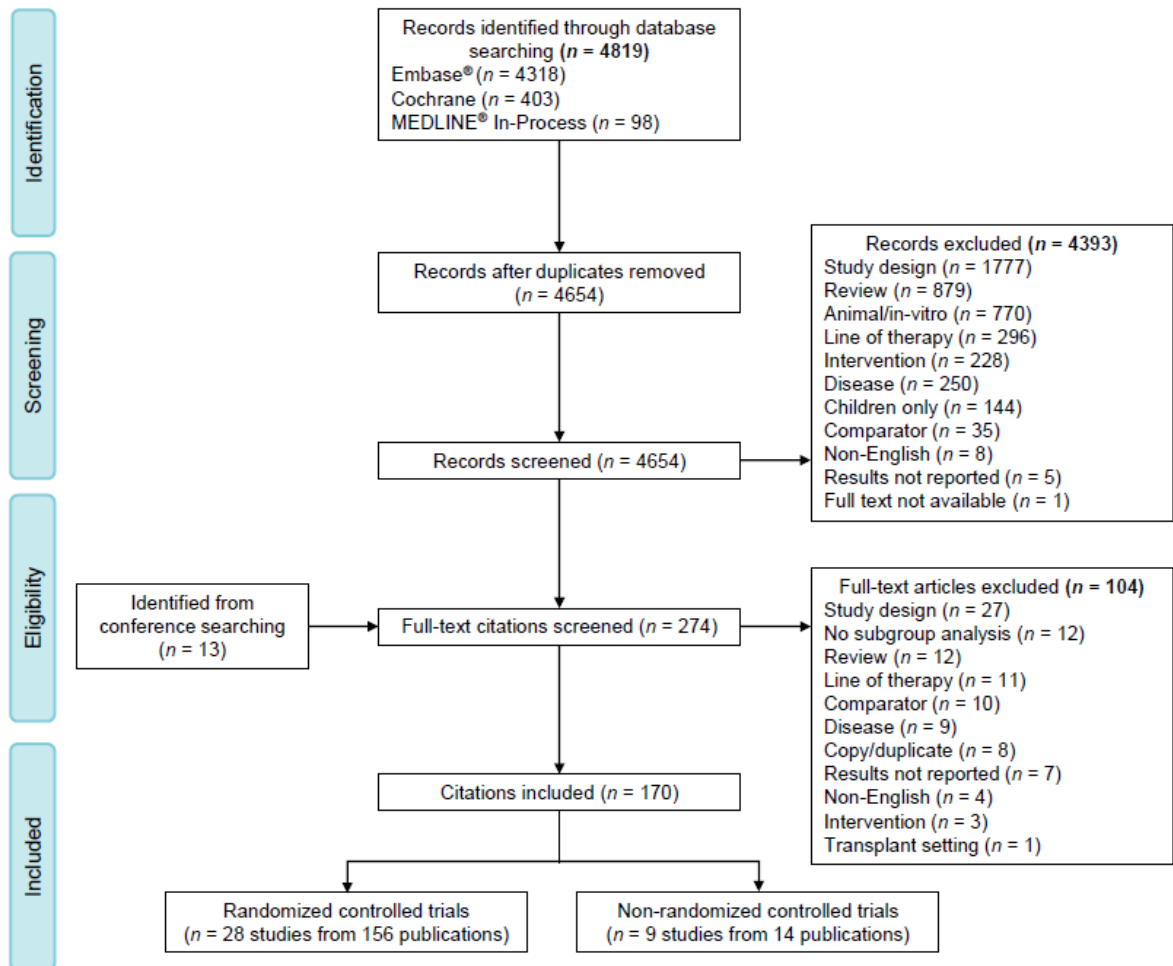 Identification
Records identified through database
searching (n = 4819)
Embase® (n = 4318)
Cochrane (n = 403)
MEDLINE® In-Process (n = 98)
Screening
Records after duplicates removed
(n = 4654)
Records excluded (n = 4393)
Study design (n = 1777)
Review (n = 879)
Animal/in-vitro (n = 770)
Line of therapy (n = 296)
Intervention (n = 228)
Disease (n = 250)
Children only (n = 144)
Comparator (n = 35)
Non-English (n = 8)
Results not reported (n = 5)
Full text not available (n = 1)
Records screened (n = 4654)
Eligibility
Identified from
conference searching
(n = 13)
Full-text citations screened (n = 274)
Full-text articles excluded (n = 104)
Study design (n = 27)
No subgroup analysis (n = 12)
Review (n = 12)
Line of therapy (n = 11)
Comparator (n = 10)
Disease (n = 9)
Copy/duplicate (n = 8)
Results not reported (n = 7)
Non-English (n = 4)
Intervention (n = 3)
Transplant setting (n = 1)
Included
Citations included (n = 170)
Randomized controlled trials
(n = 28 studies from 156 publications)
Non-randomized controlled trials
(n = 9 studies from 14 publications)